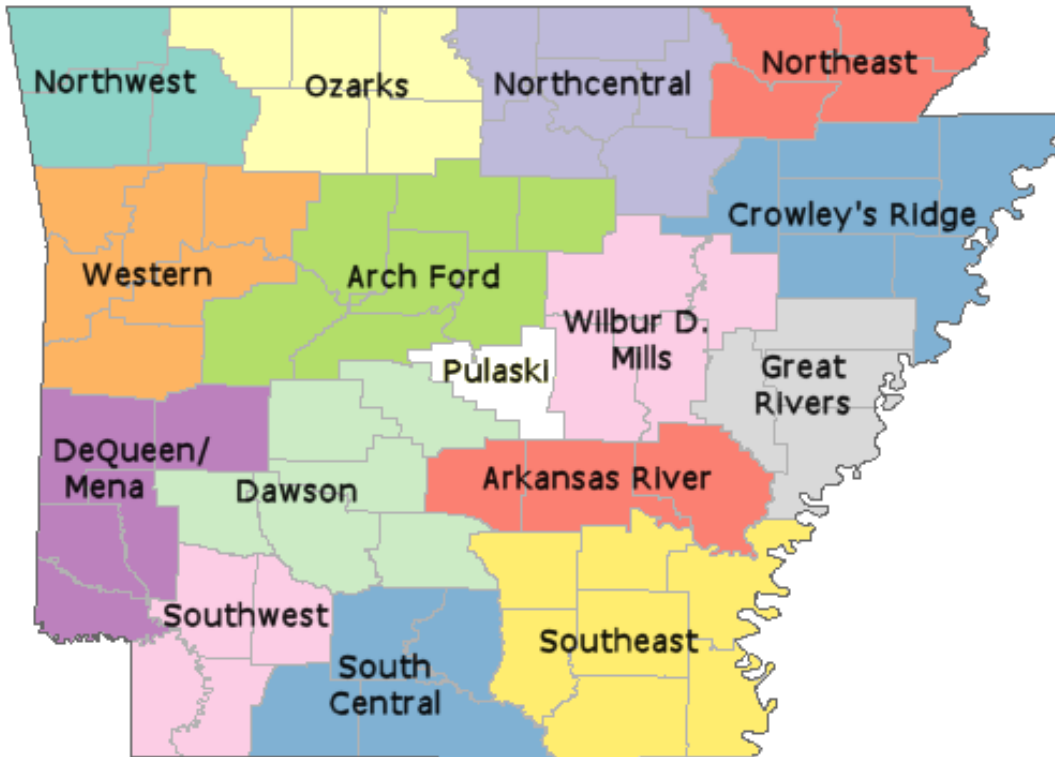 Northwest
Ozarks
Northcentral
Northeast
Crowley's Ridge
Western
Arch Ford
Wilbur D.
Mills
Pulaski
Great
Rivers
DeQueen/
Mena
Dawson
Arkansas River
Southwest
South
Central
Southeast